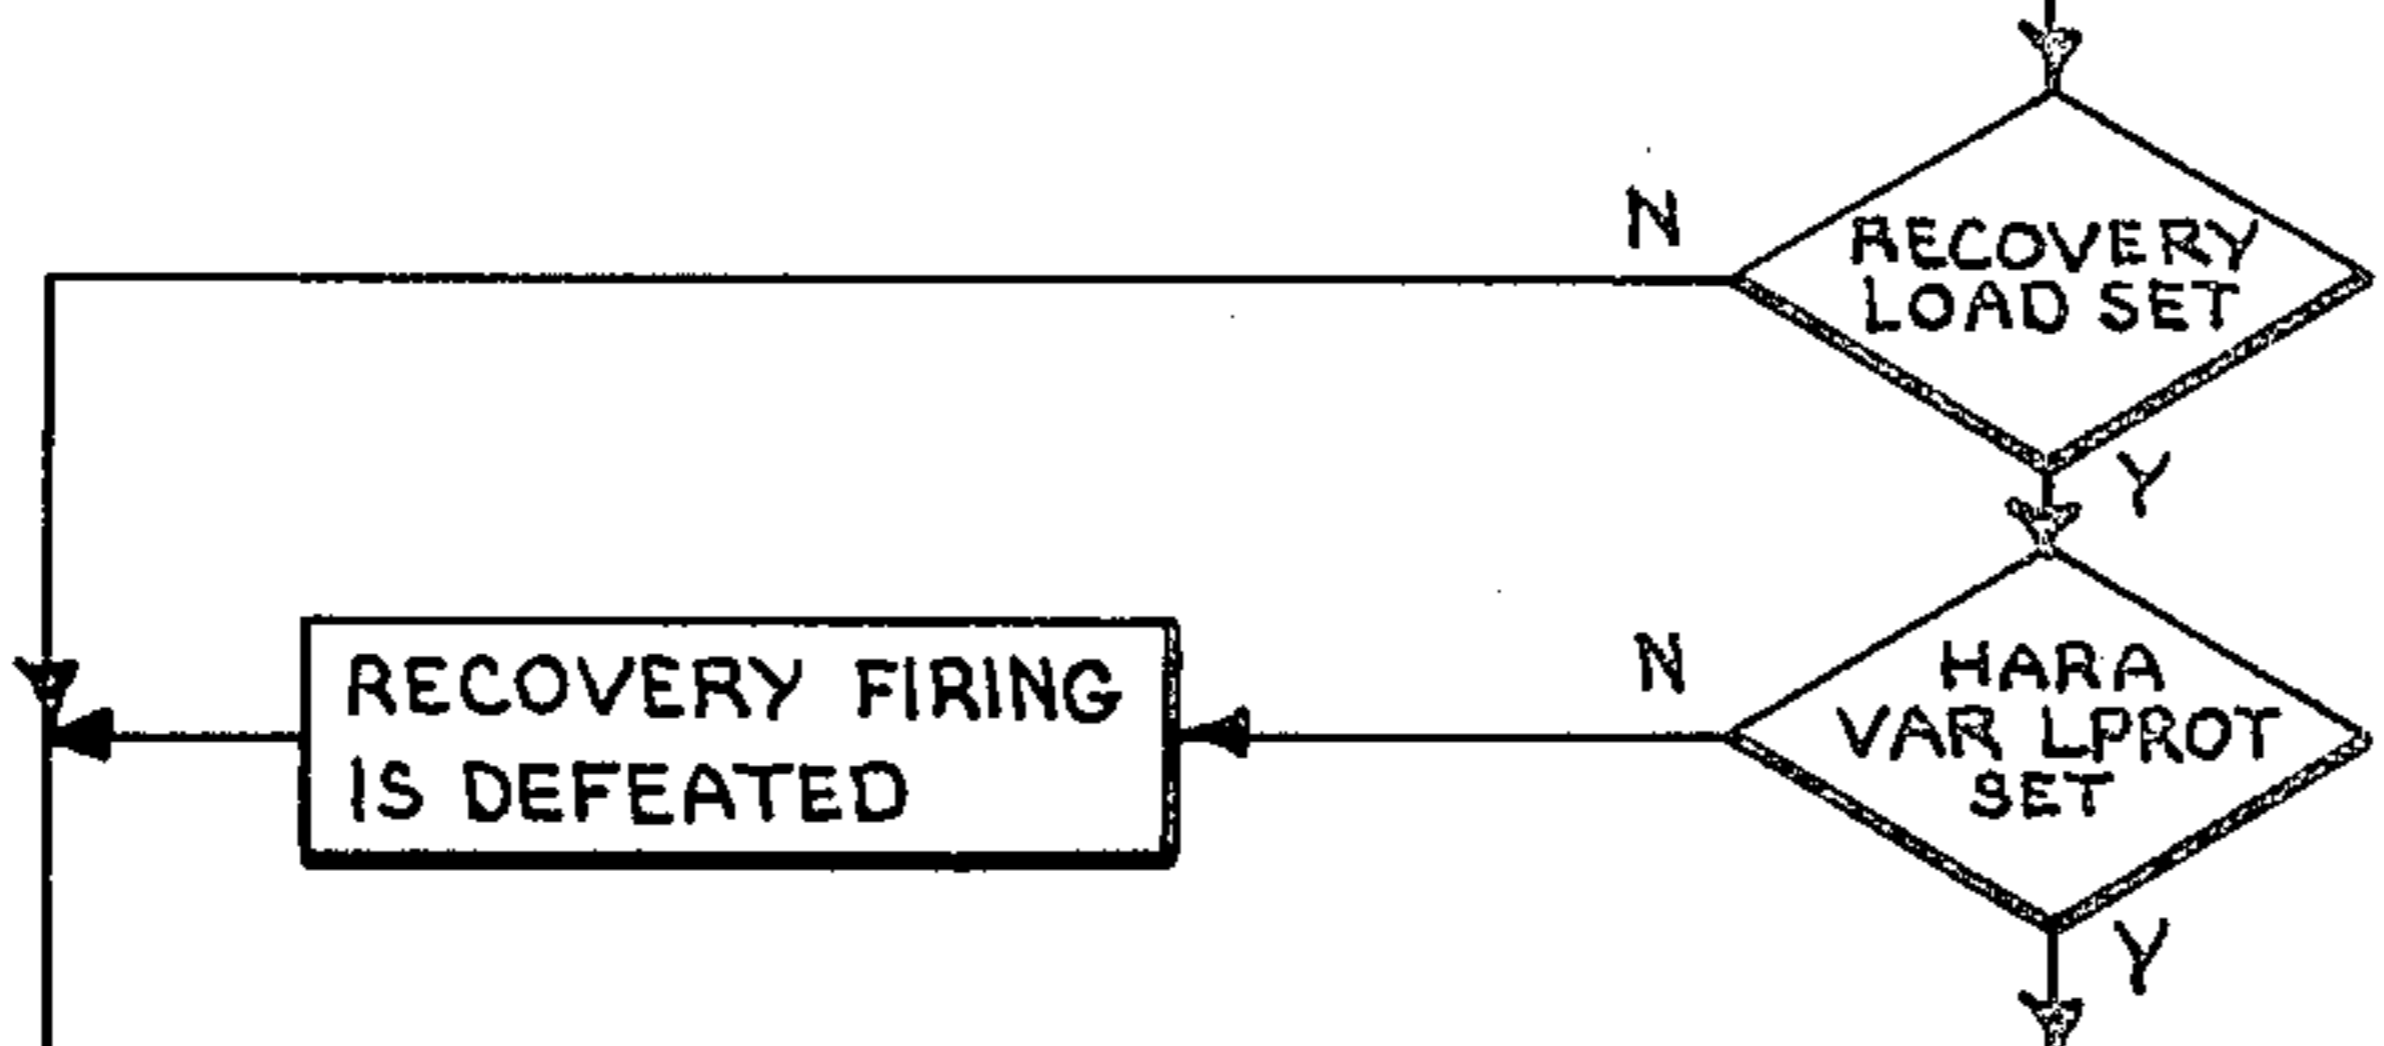 N
RECOVERY
LOAD SET
Y
RECOVERY FIRING
IS DEFEATED
N
HARA
VAR LPROT
SET
Y